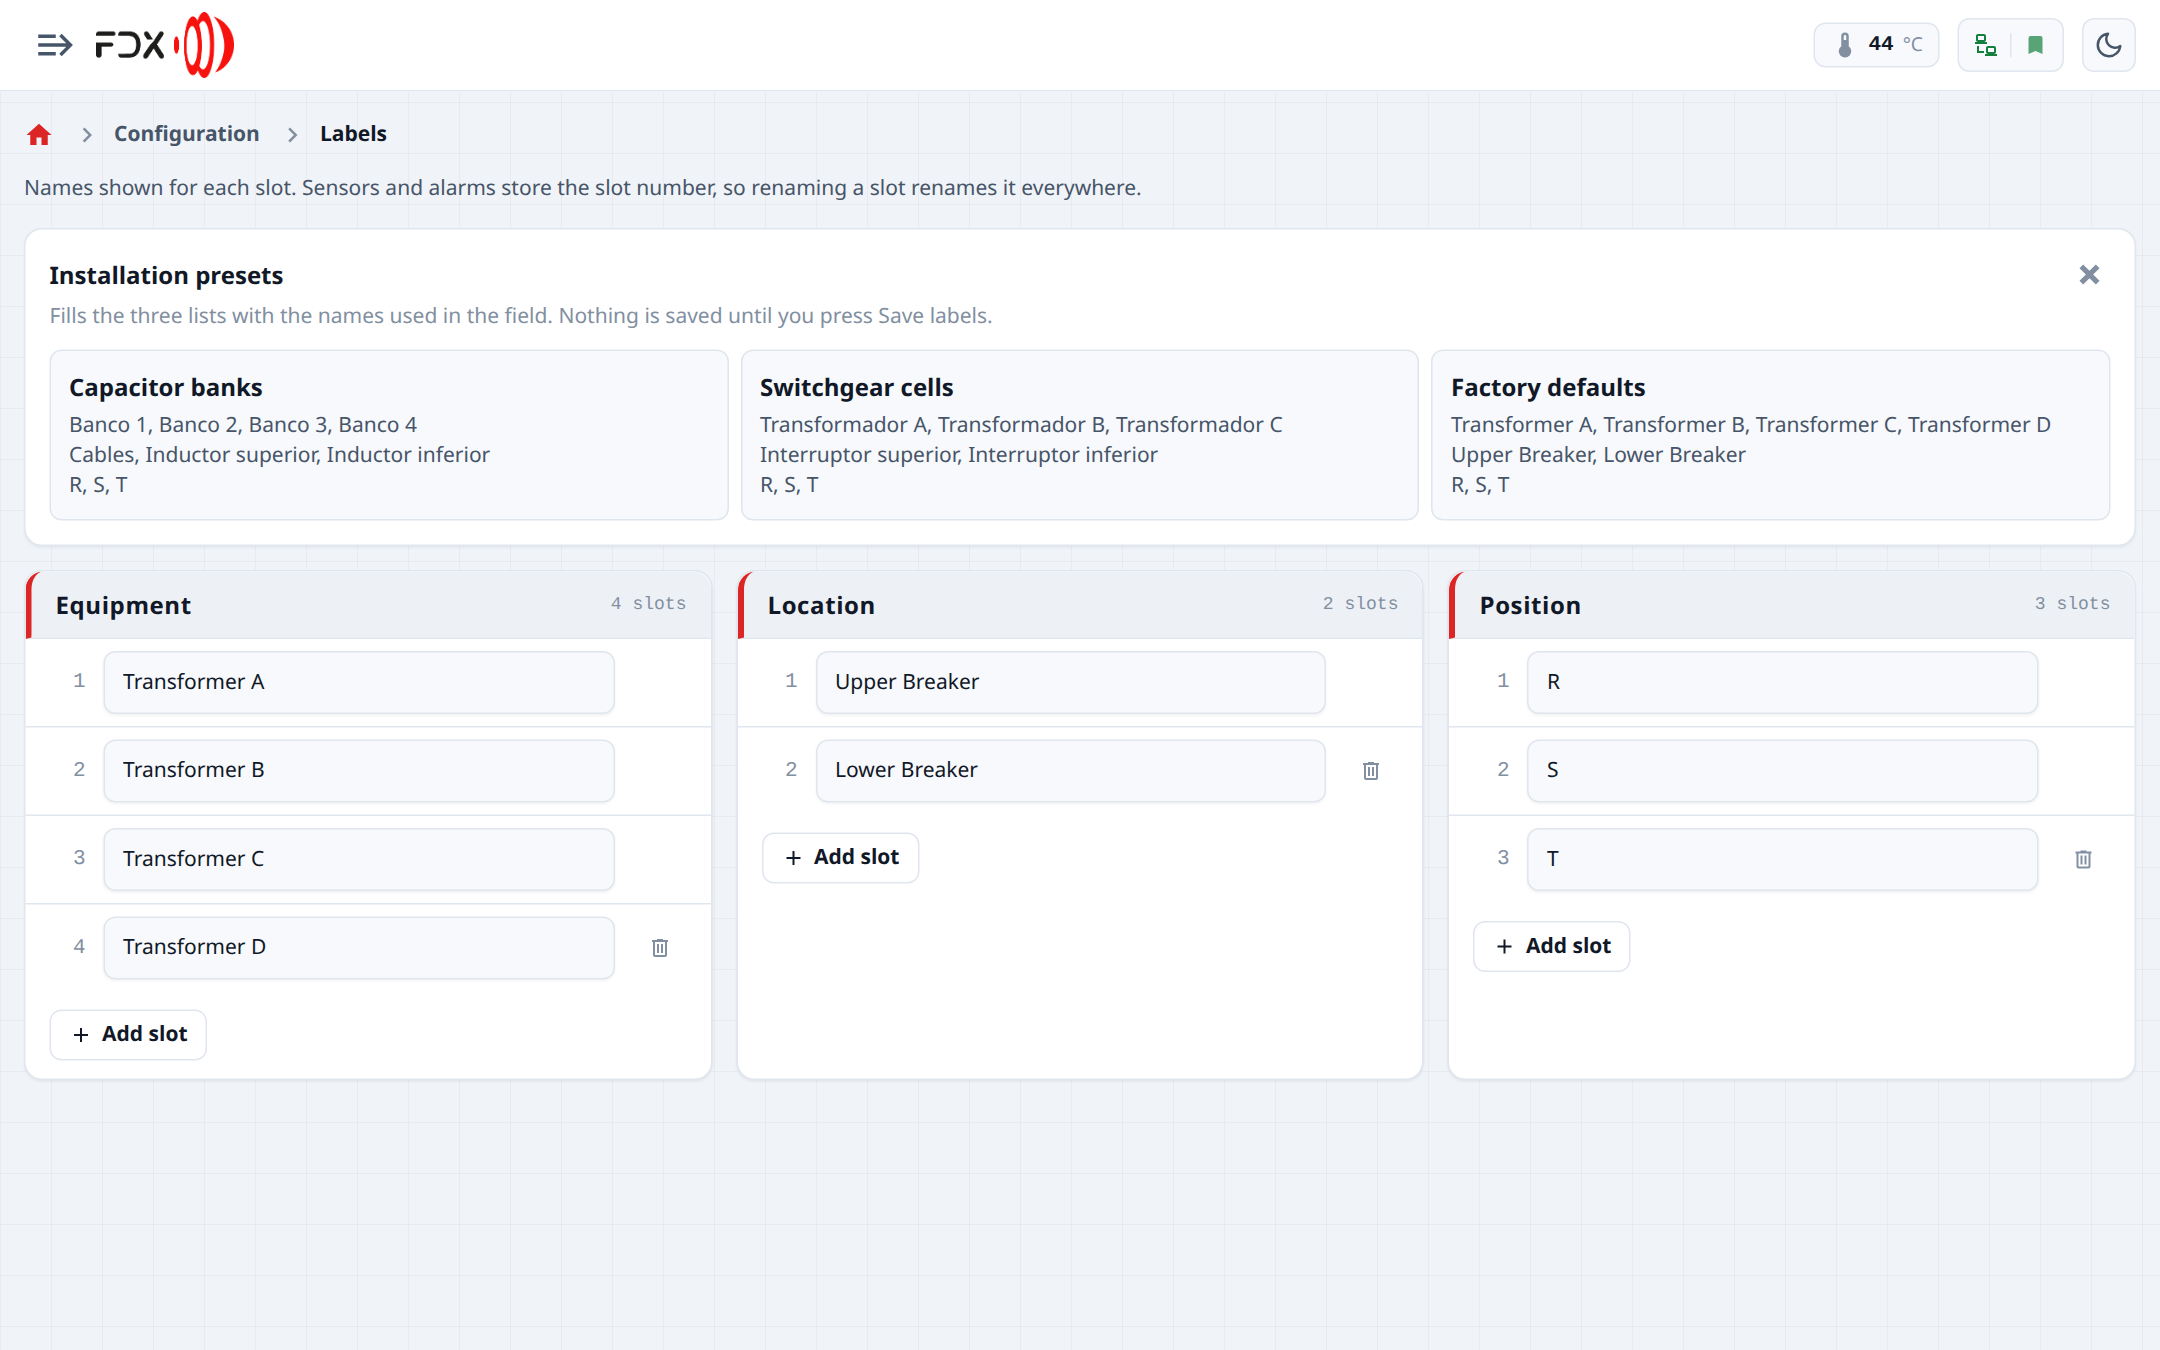 FDX
44 °C
Configuration
Labels
Names shown for each slot. Sensors and alarms store the slot number, so renaming a slot renames it everywhere.
Installation presets
Fills the three lists with the names used in the field. Nothing is saved until you press Save labels.
Capacitor banks
Banco 1, Banco 2, Banco 3, Banco 4
Cables, Inductor superior, Inductor inferior
R, S, T
Switchgear cells
Transformador A, Transformador B, Transformador C
Interruptor superior, Interruptor inferior
R, S, T
Factory defaults
Transformer A, Transformer B, Transformer C, Transformer D
Upper Breaker, Lower Breaker
R, S, T
Equipment
4 slots
1 Transformer A
2 Transformer B
3 Transformer C
4 Transformer D
+ Add slot
Location
2 slots
1 Upper Breaker
2 Lower Breaker
+ Add slot
Position
3 slots
1 R
2 S
3 T
+ Add slot